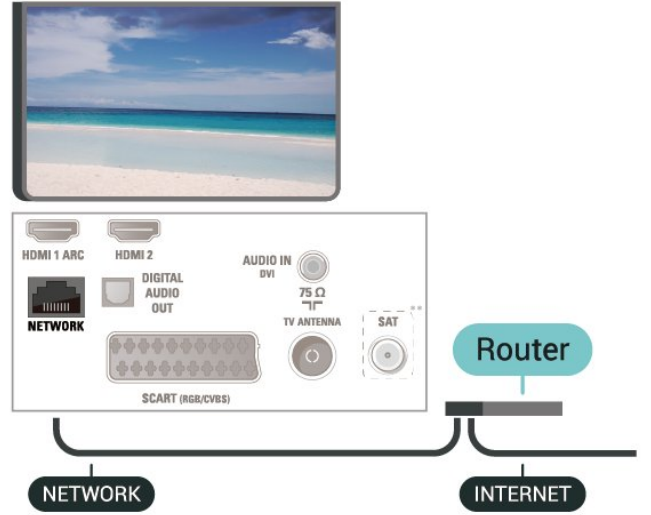 HDMI 1 ARC
HDMI 2
NETWORK
DIGITAL
AUDIO
OUT
AUDIO IN
DVI
75 Ω
TV ANTENNA
SAT
**
SCART (RGB/CVBS)
Router
NETWORK
INTERNET